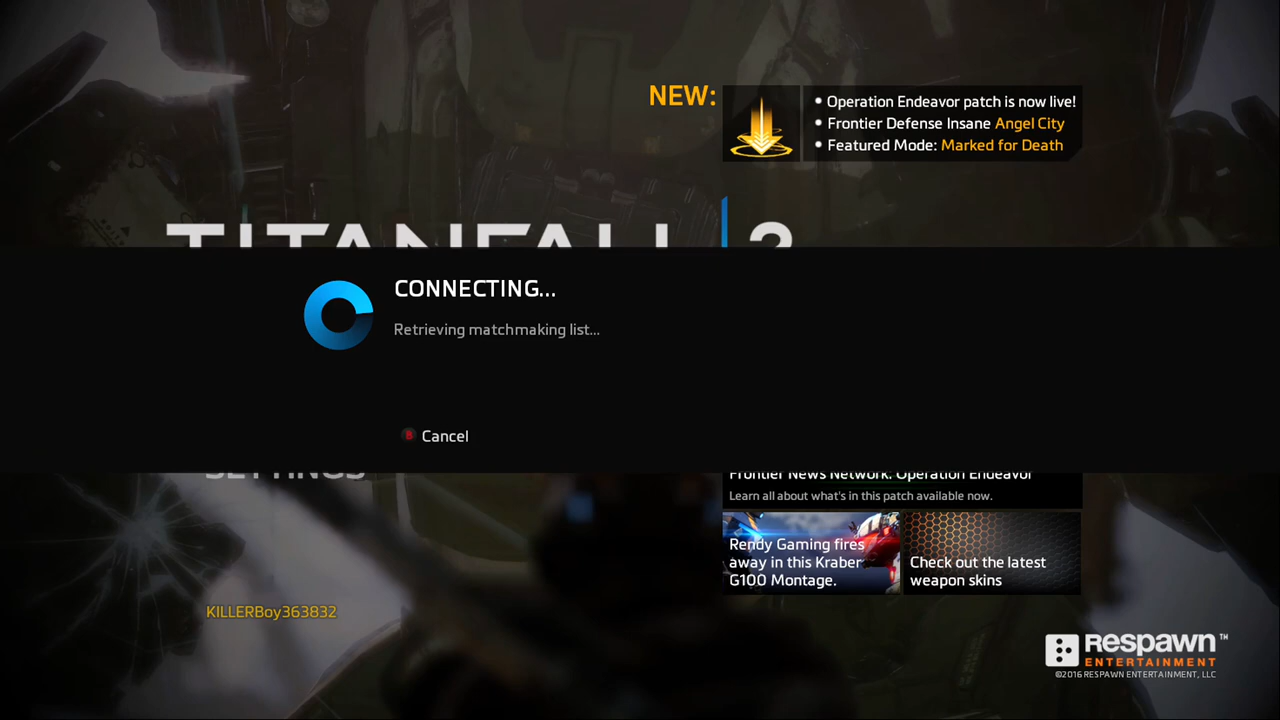 NEW:
• Operation Endeavor patch is now live!
• Frontier Defense Insane Angel City
• Featured Mode: Marked for Death
TITANFALL 2
CONNECTING...
Retrieving matchmaking list...
B Cancel
SETTINGS
Frontier News Network: Operation Endeavor
Learn all about what's in this patch available now.
Rendy Gaming fires
away in this Kraber
G100 Montage.
Check out the latest
weapon skins
KILLERBoy363832
Respawn™
ENTERTAINMENT
©2016 RESPAWN ENTERTAINMENT, LLC